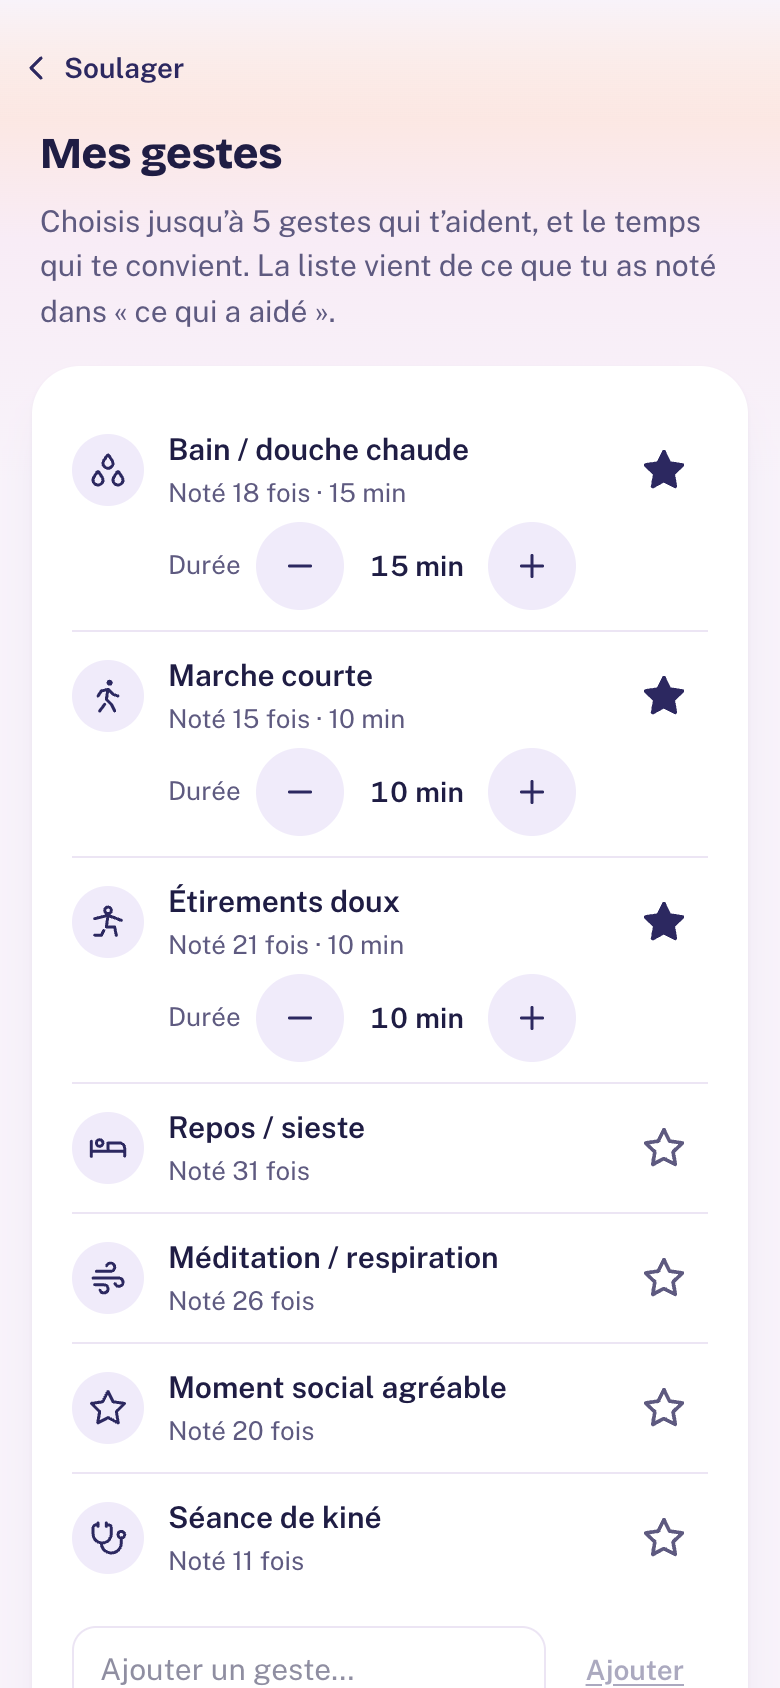 Soulager
Mes gestes
Choisis jusqu’à 5 gestes qui t’aident, et le temps
qui te convient. La liste vient de ce que tu as noté
dans « ce qui a aidé ».
Bain / douche chaude
Noté 18 fois · 15 min
Durée − 15 min +
Marche courte
Noté 15 fois · 10 min
Durée − 10 min +
Étirements doux
Noté 21 fois · 10 min
Durée − 10 min +
Repos / sieste
Noté 31 fois
Méditation / respiration
Noté 26 fois
Moment social agréable
Noté 20 fois
Séance de kiné
Noté 11 fois
Ajouter un geste... Ajouter